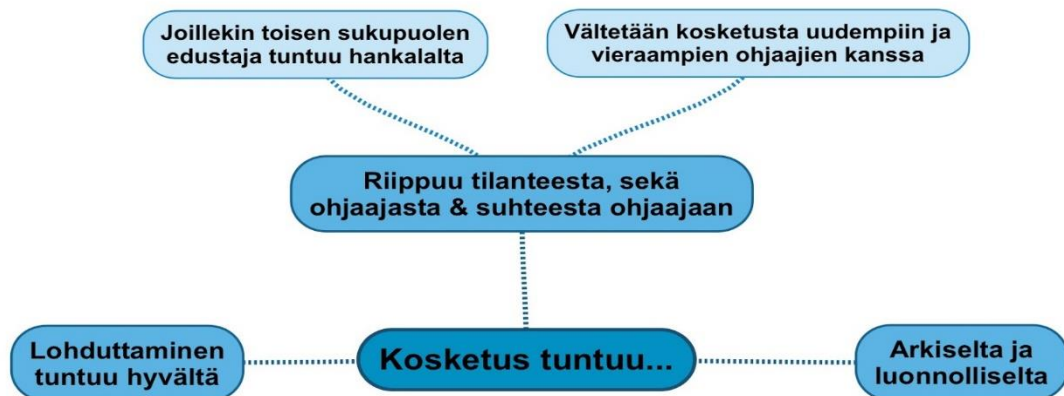 Joillekin toisen sukupuolen
edustaja tuntuu hankalalta
Vältetään kosketusta uudempiin ja
vieraampien ohjaajien kanssa
Riippuu tilanteesta, sekä
ohjaajasta & suhteesta ohjaajaan
Lohduttaminen
tuntuu hyvältä
Kosketus tuntuu...
Arkiselta ja
luonnolliselta